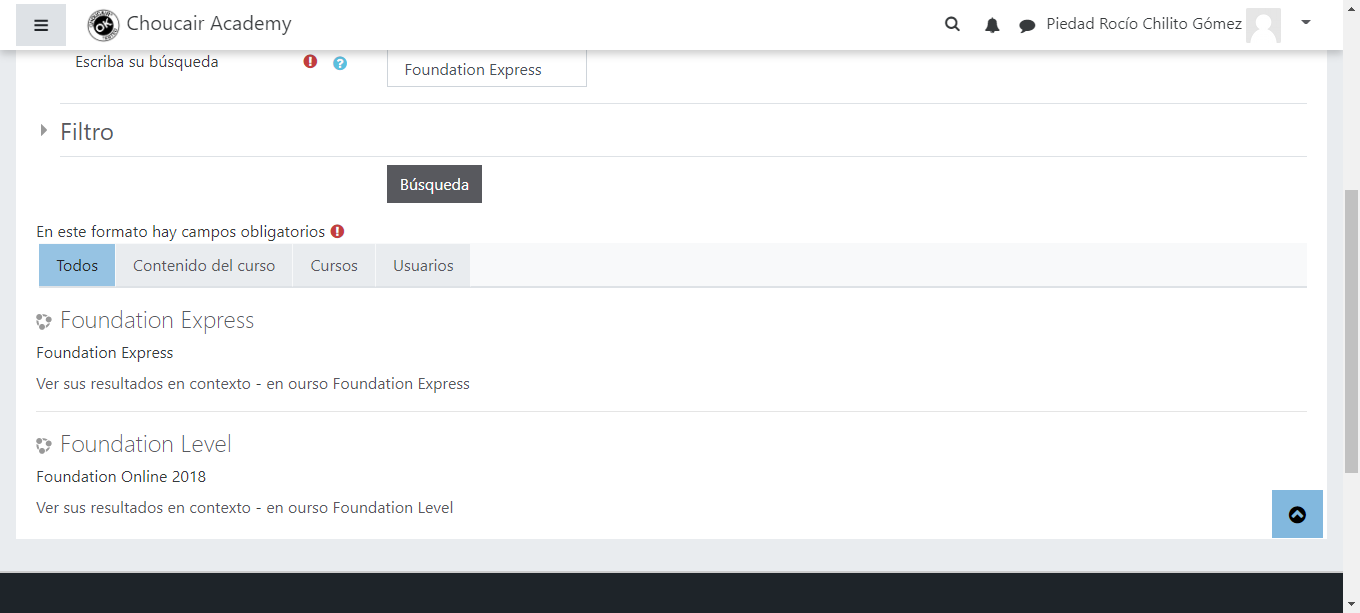 Choucair Academy
Piedad Rocío Chilito Gómez
Escriba su búsqueda
Foundation Express
Filtro
Búsqueda
En este formato hay campos obligatorios
Todos Contenido del curso Cursos Usuarios
Foundation Express
Foundation Express
Ver sus resultados en contexto - en ourso Foundation Express
Foundation Level
Foundation Online 2018
Ver sus resultados en contexto - en ourso Foundation Level